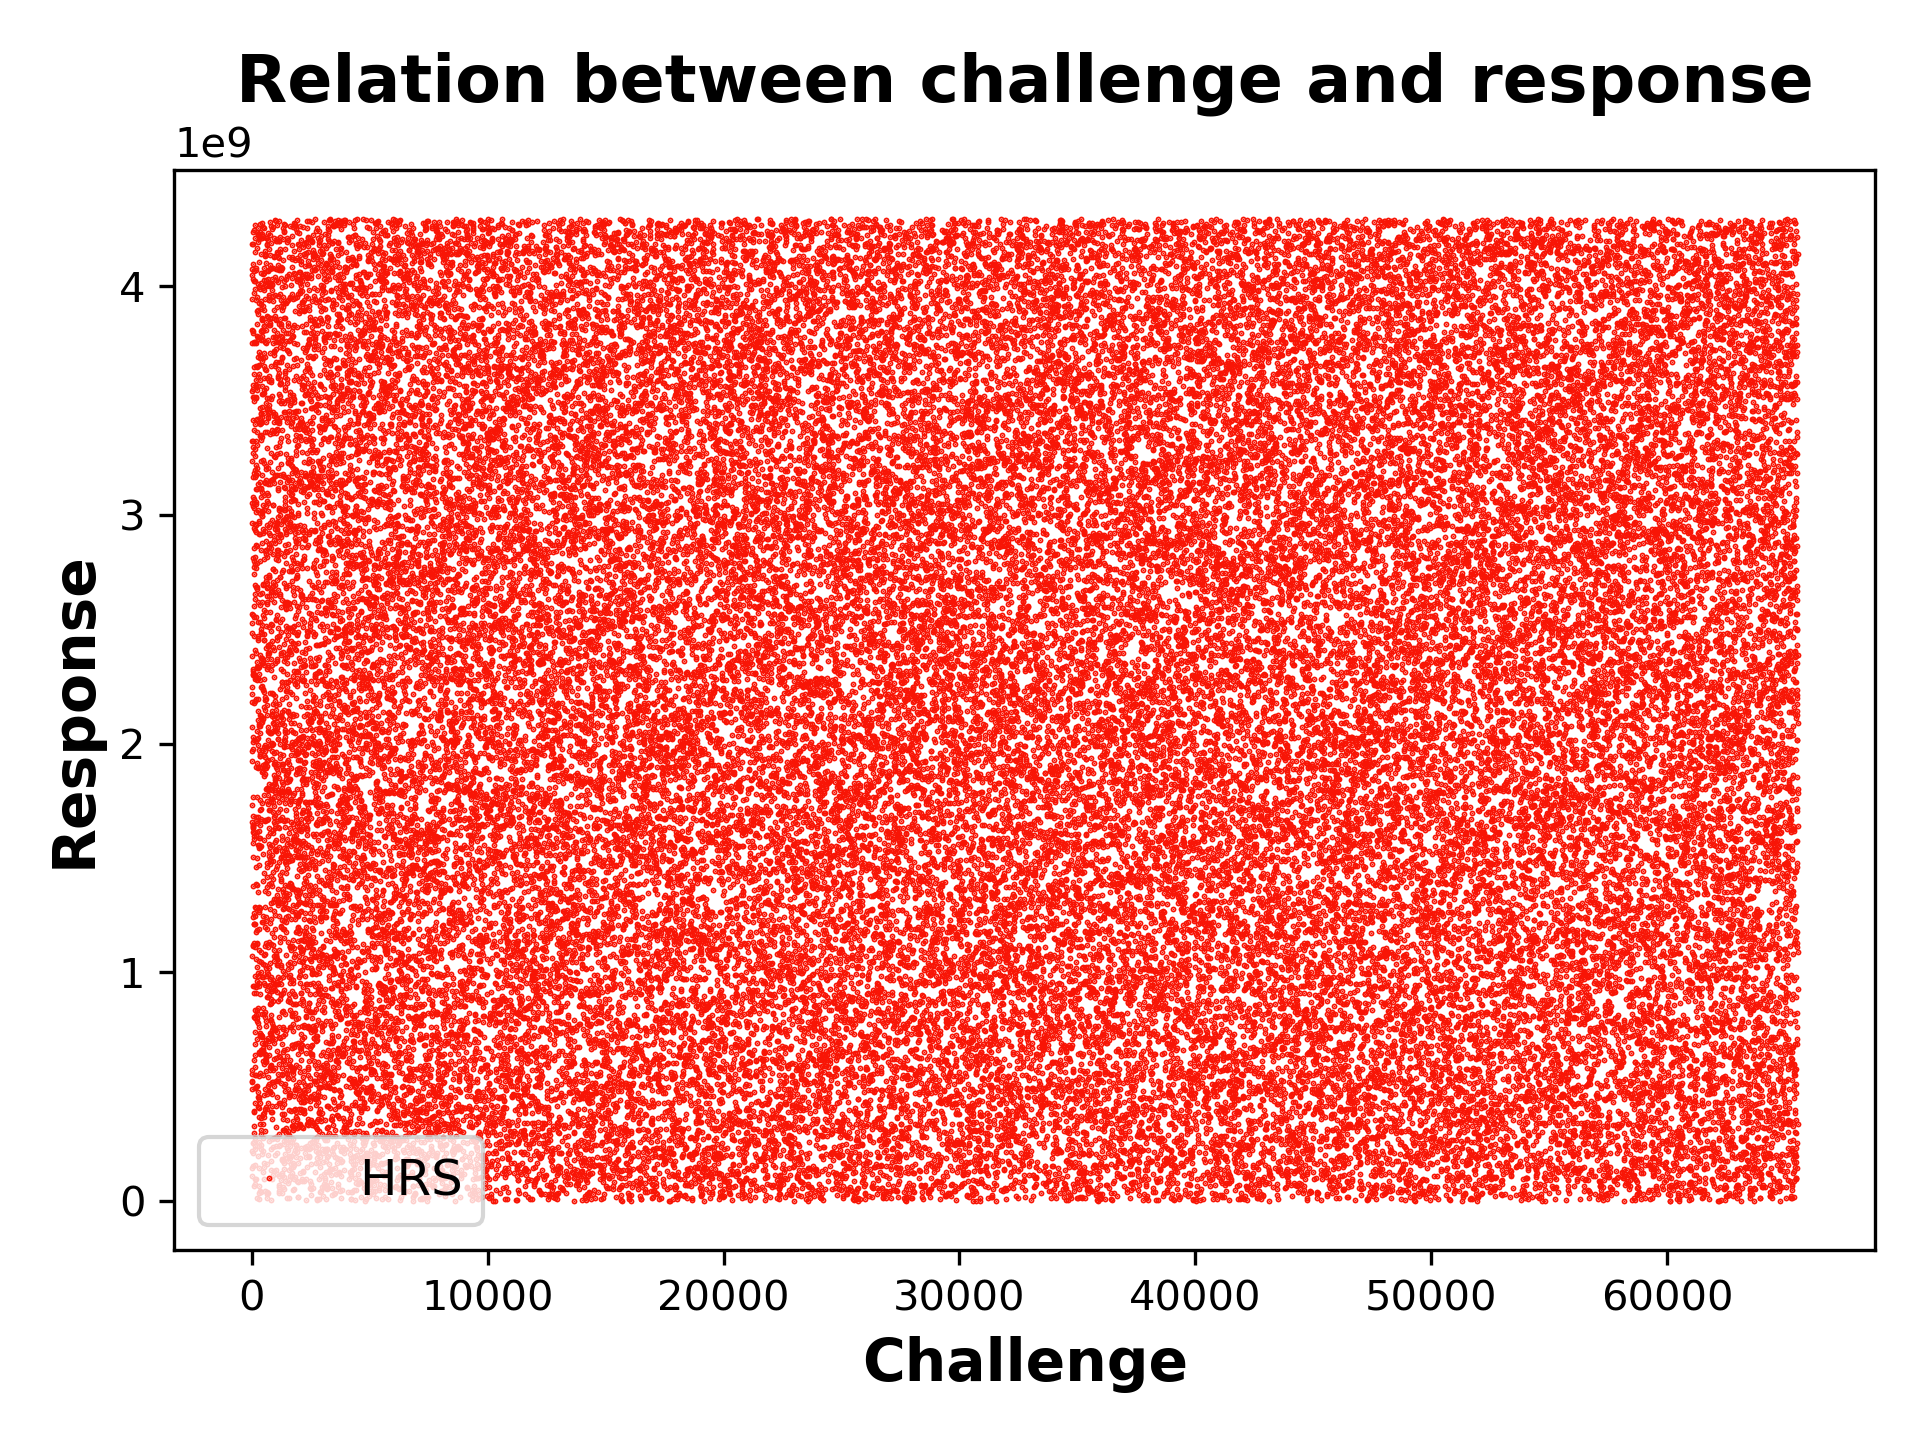 Relation between challenge and response
1e9
4
3
2
1
0
Response
HRS
0 10000 20000 30000 40000 50000 60000
Challenge